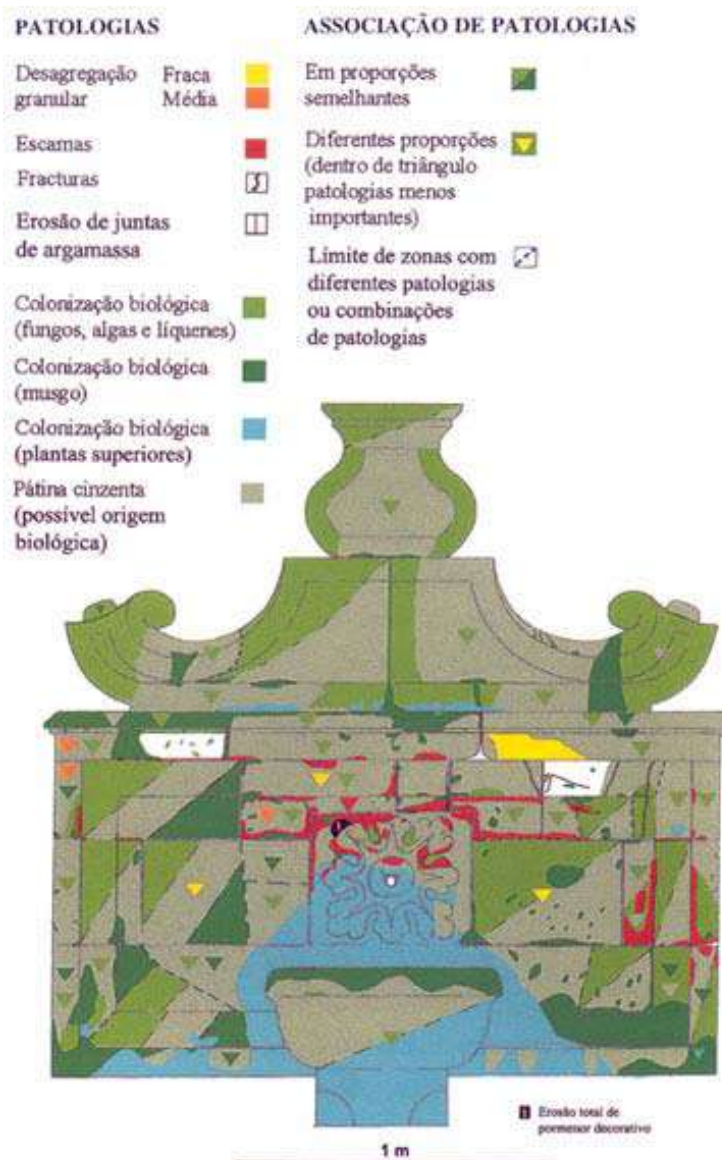 PATOLOGIAS
Desagregação Fraca
granular Média
Escamas
Fracturas
Erosão de juntas
de argamassa
Colonização biológica
(fungos, algas e líquenes)
Colonização biológica
(musgo)
Colonização biológica
(plantas superiores)
Pátina cinzenta
(possível origem
biológica)
ASSOCIAÇÃO DE PATOLOGIAS
Em proporções
semelhantes
Diferentes proporções
(dentro de triângulo
patologias menos
importantes)
Límite de zonas com
diferentes patologias
ou combinações
de patologias
Erosão total de
pormenor decorativo
1 m